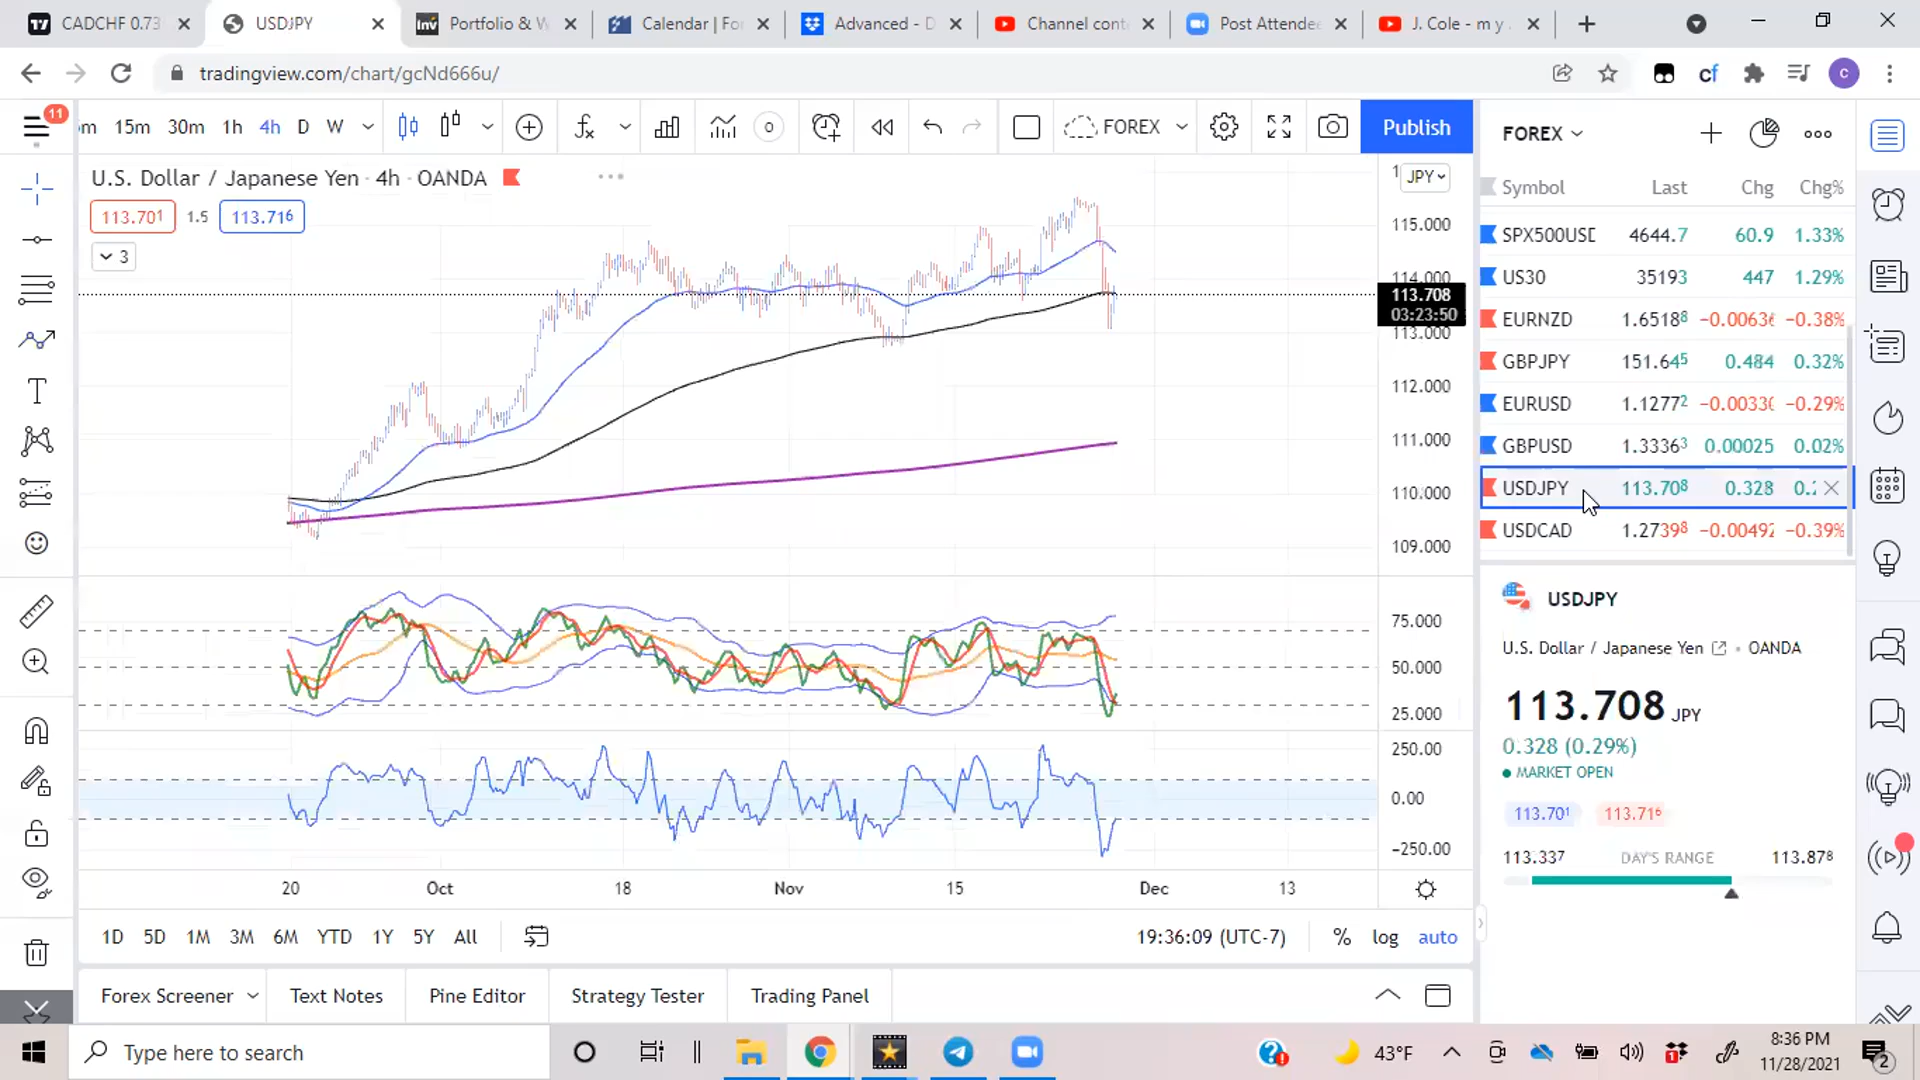 CADCHF 0.73
USDJPY
Inv
Portfolio & W
Calendar | Fo
Advanced - D
Channel cont
Post Attende
J. Cole - m y .
tradingview.com/chart/gcNd666u/
cf
c
11
m 15m 30m 1h 4h D W
0
FOREX
Publish
FOREX
U.S. Dollar / Japanese Yen · 4h · OANDA
113.701 1.5 113.716
3
JPY
115.000
114.000
113.708
03:23:50
113.000
112.000
111.000
110.000
109.000
75.000
50.000
25.000
250.00
0.00
−250.00
20 Oct 18 Nov 15 Dec 13
1D 5D 1M 3M 6M YTD 1Y 5Y All
19:36:09 (UTC-7) % log auto
Forex Screener Text Notes Pine Editor Strategy Tester Trading Panel
Symbol Last Chg Chg%
SPX500USD 4644.7 60.9 1.33%
US30 35193 447 1.29%
EURNZD 1.65188 −0.0063 −0.38%
GBPJPY 151.645 0.484 0.32%
EURUSD 1.12772 −0.0033 −0.29%
GBPUSD 1.33363 0.00025 0.02%
USDJPY 113.708 0.328 0.2
USDCAD 1.27398 −0.00492 −0.39%
USDJPY
U.S. Dollar / Japanese Yen · OANDA
113.708 JPY
0.328 (0.29%)
MARKET OPEN
113.701 113.716
113.337 DAY'S RANGE 113.878
Type here to search
43°F
1
8:36 PM
11/28/2021
2